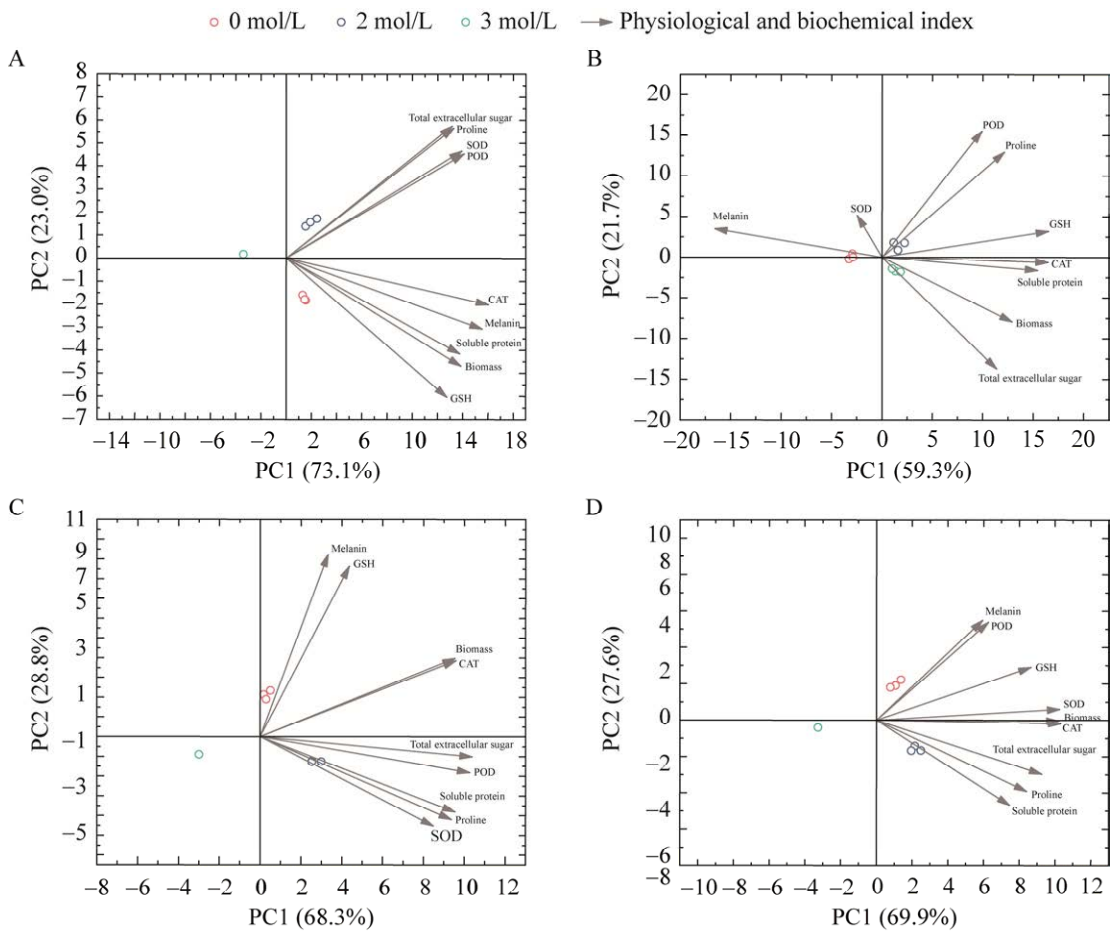 0 mol/L 2 mol/L 3 mol/L Physiological and biochemical index
A
8
7
6
5
4
3
2
1
0
−1
−2
−3
−4
−5
−6
−7
PC2 (23.0%)
Total extracellular sugar
Proline
SOD
POD
CAT
Melanin
Soluble protein
Biomass
GSH
−14 −10 −6 −2 2 6 10 14 18
PC1 (73.1%)
B
20
15
10
5
0
−5
−10
−15
−20
PC2 (21.7%)
POD
Proline
SOD
Melanin
GSH
CAT
Soluble protein
Biomass
Total extracellular sugar
−20 −15 −10 −5 0 5 10 15 20
PC1 (59.3%)
C
11
9
7
5
3
1
−1
−3
−5
PC2 (28.8%)
Melanin
GSH
Biomass
CAT
Total extracellular sugar
POD
Soluble protein
Proline
SOD
−8 −6 −4 −2 0 2 4 6 8 10 12
PC1 (68.3%)
D
10
8
6
4
2
0
−2
−4
−6
−8
PC2 (27.6%)
Melanin
POD
GSH
SOD
Biomass
CAT
Total extracellular sugar
Proline
Soluble protein
−10 −8 −6 −4 −2 0 2 4 6 8 10 12
PC1 (69.9%)